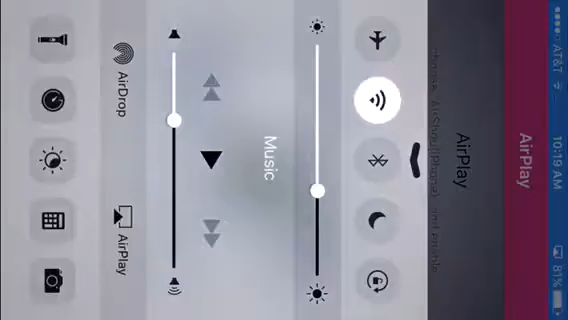 AT&T 10:19 AM 81%
AirPlay
AirPlay
Music
AirDrop AirPlay